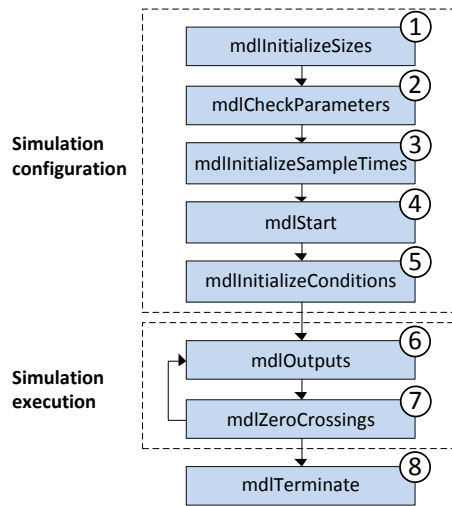 1
mdlInitializeSizes
2
mdlCheckParameters
Simulation
configuration
3
mdlInitializeSampleTimes
4
mdlStart
5
mdlInitializeConditions
6
mdlOutputs
Simulation
execution
7
mdlZeroCrossings
8
mdlTerminate